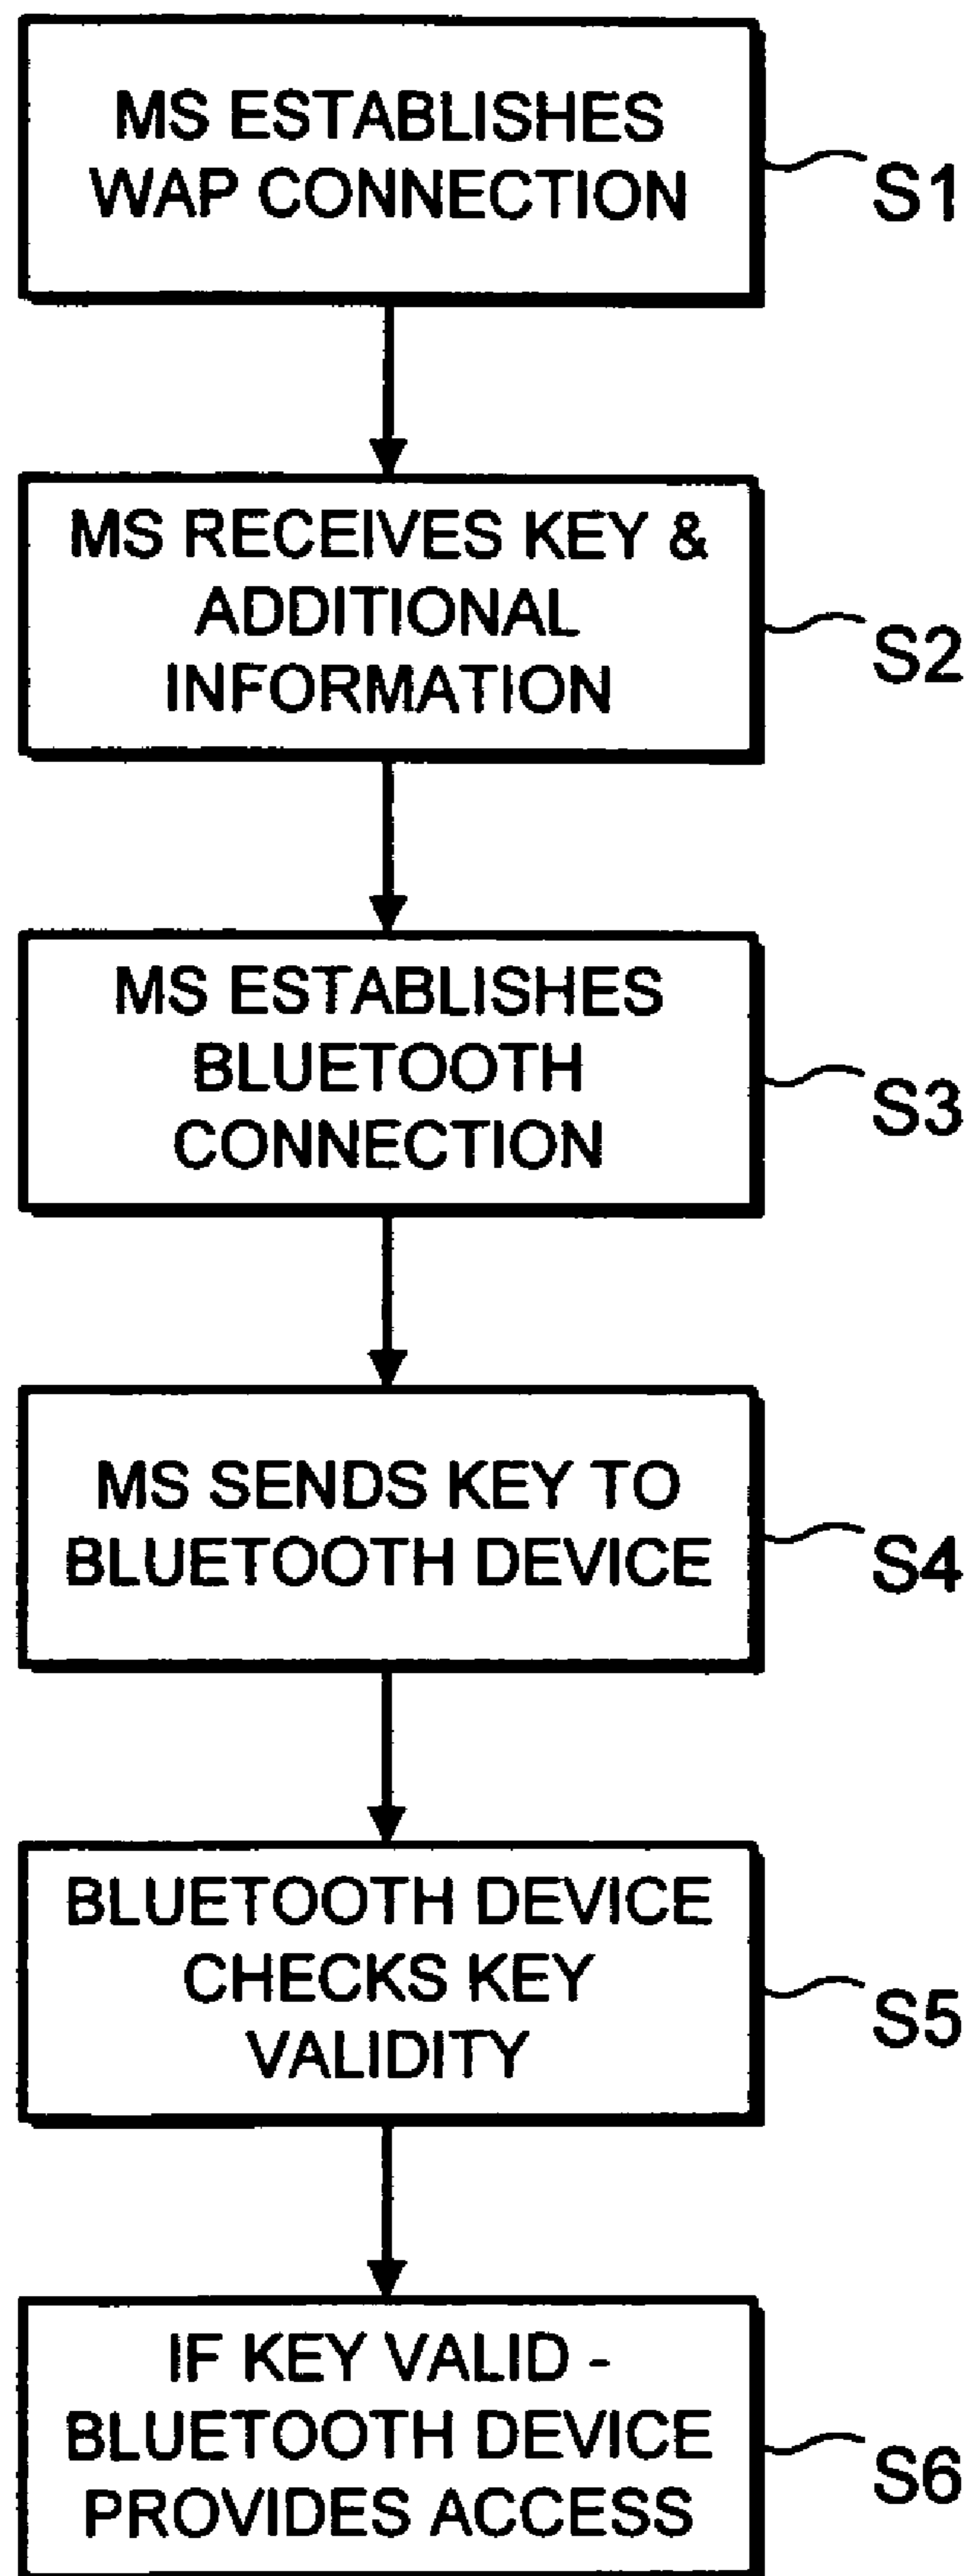 MS ESTABLISHES
WAP CONNECTION
S1
MS RECEIVES KEY &
ADDITIONAL
INFORMATION
S2
MS ESTABLISHES
BLUETOOTH
CONNECTION
S3
MS SENDS KEY TO
BLUETOOTH DEVICE
S4
BLUETOOTH DEVICE
CHECKS KEY
VALIDITY
S5
IF KEY VALID -
BLUETOOTH DEVICE
PROVIDES ACCESS
S6